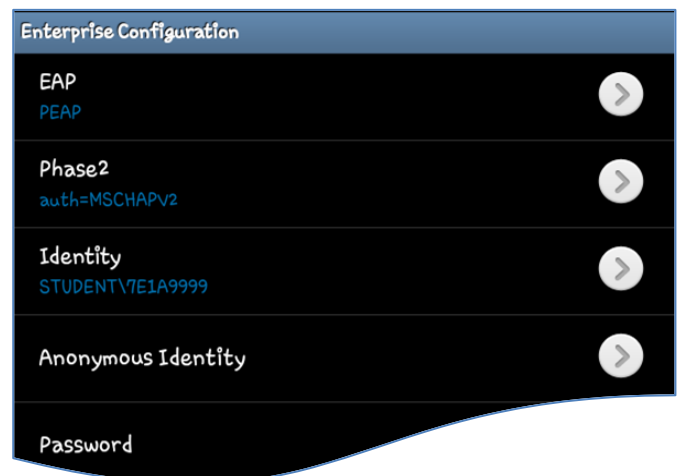 Enterprise Configuration
EAP
PEAP
Phase2
auth=MSCHAPV2
Identity
STUDENT\7E1A9999
Anonymous Identity
Password